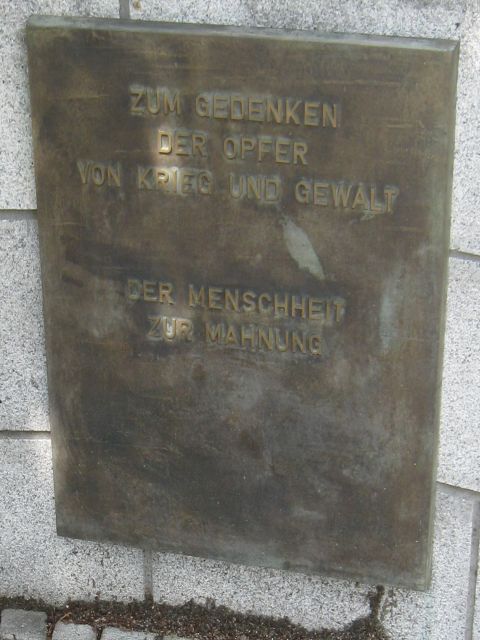 ZUM GEDENKEN
DER OPFER
VON KRIEG UND GEWALT
DER MENSCHHEIT
ZUR MAHNUNG